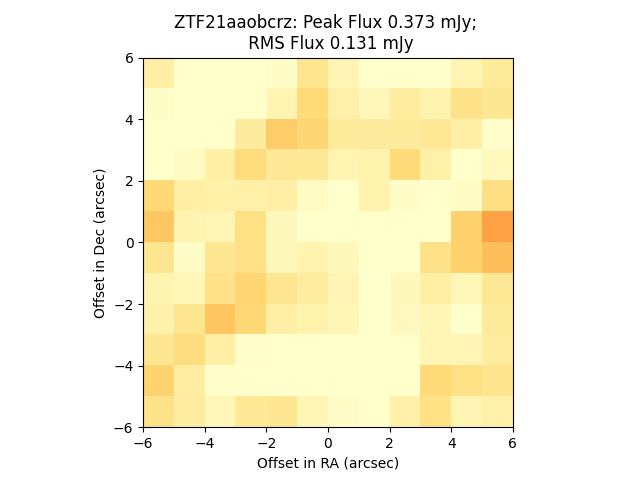 ZTF21aaobcrz: Peak Flux 0.373 mJy;
RMS Flux 0.131 mJy
6
4
2
0
−2
−4
−6
Offset in Dec (arcsec)
−6 −4 −2 0 2 4 6
Offset in RA (arcsec)